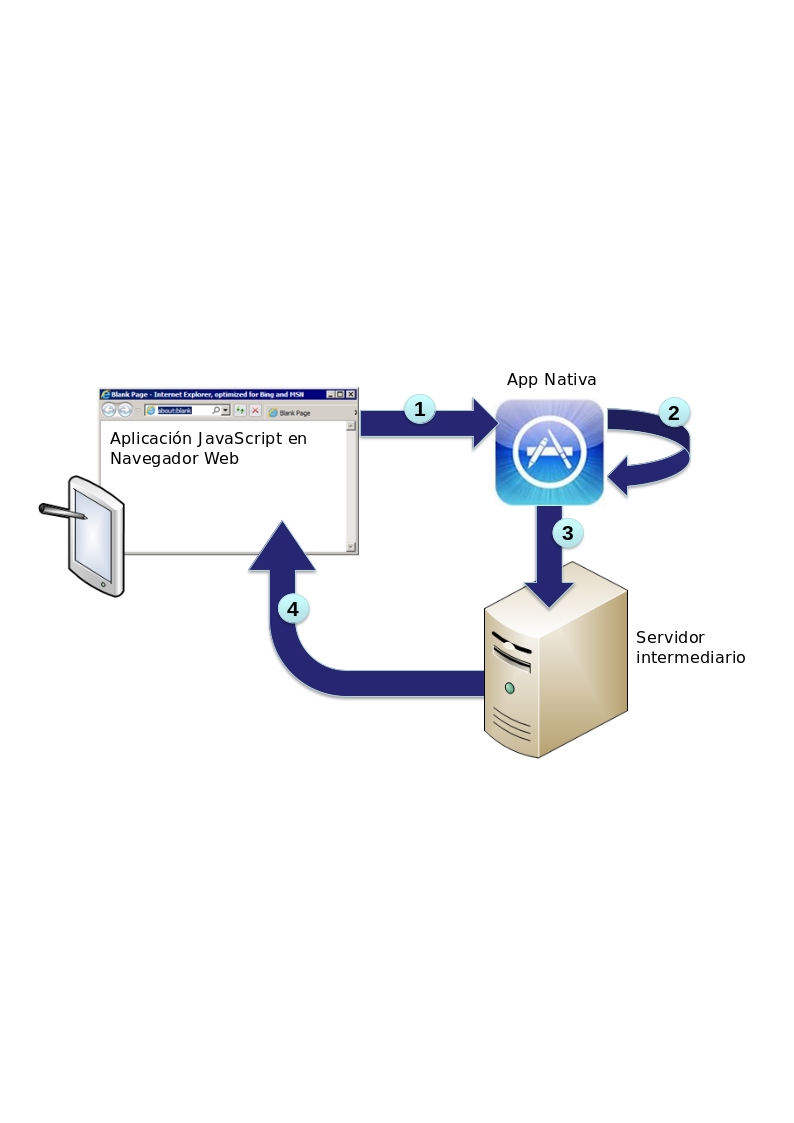 App Nativa
Blank Page - Internet Explorer, optimized for Bing and MSN
about:blank
Blank Page
1
2
Aplicación JavaScript en
Navegador Web
3
4
Servidor
intermediario